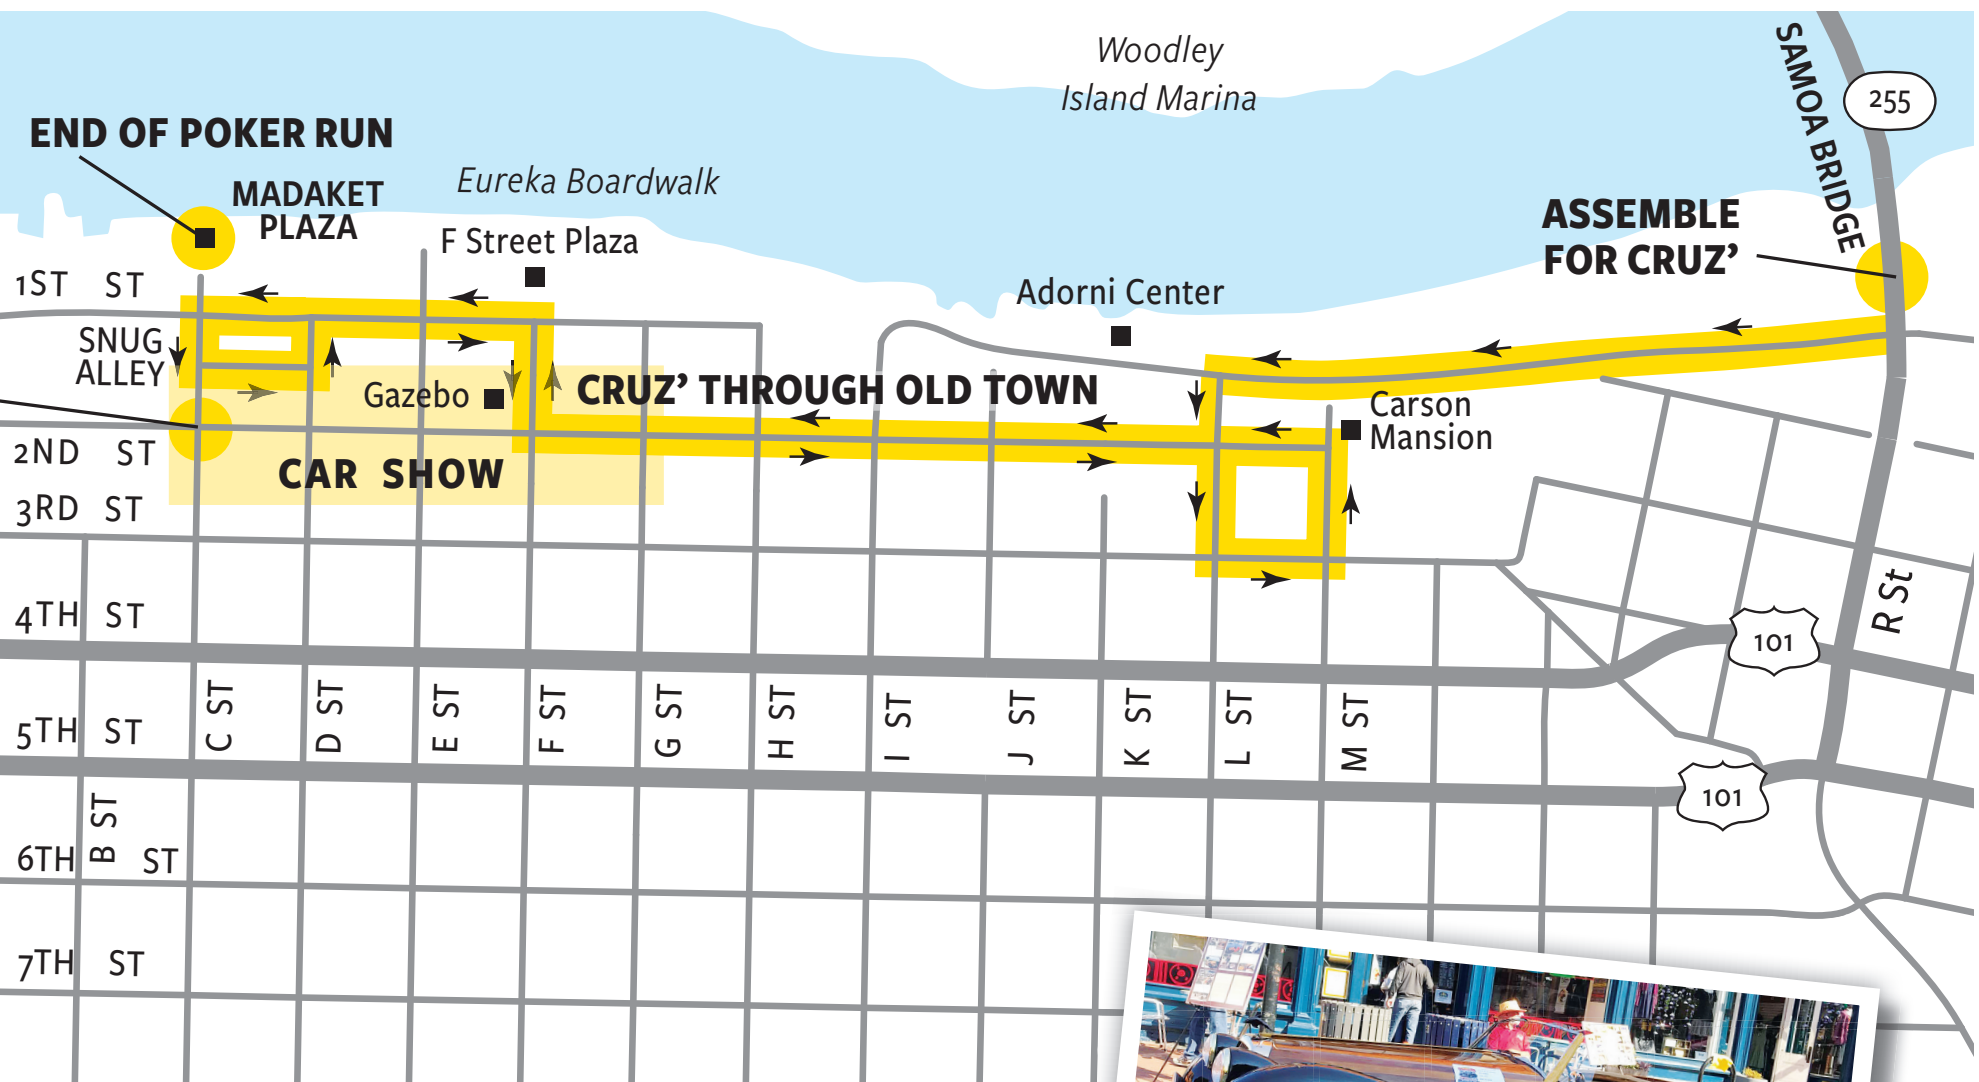 Woodley
Island Marina
SAMOA BRIDGE
255
END OF POKER RUN
MADAKET
PLAZA
Eureka Boardwalk
F Street Plaza
ASSEMBLE
FOR CRUZ’
1ST ST
Adorni Center
SNUG
ALLEY
Gazebo
CRUZ’ THROUGH OLD TOWN
Carson
Mansion
2ND ST
CAR SHOW
3RD ST
4TH ST
R St
101
5TH ST
C ST
D ST
E ST
F ST
G ST
H ST
I ST
J ST
K ST
L ST
M ST
101
B ST
6TH ST
7TH ST